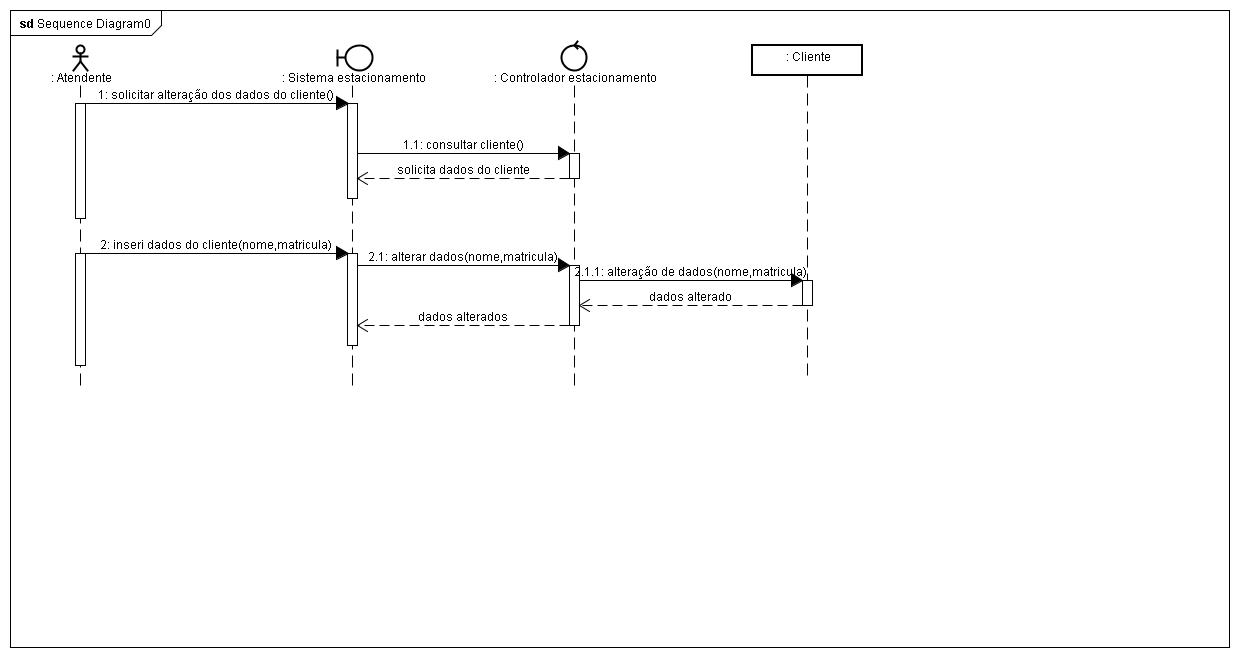 sd Sequence Diagram0
: Atendente
: Sistema estacionamento
: Controlador estacionamento
: Cliente
1: solicitar alteração dos dados do cliente()
1.1: consultar cliente()
solicita dados do cliente
2: inseri dados do cliente(nome,matricula)
2.1: alterar dados(nome,matricula)
2.1.1: alteração de dados(nome,matricula)
dados alterado
dados alterados